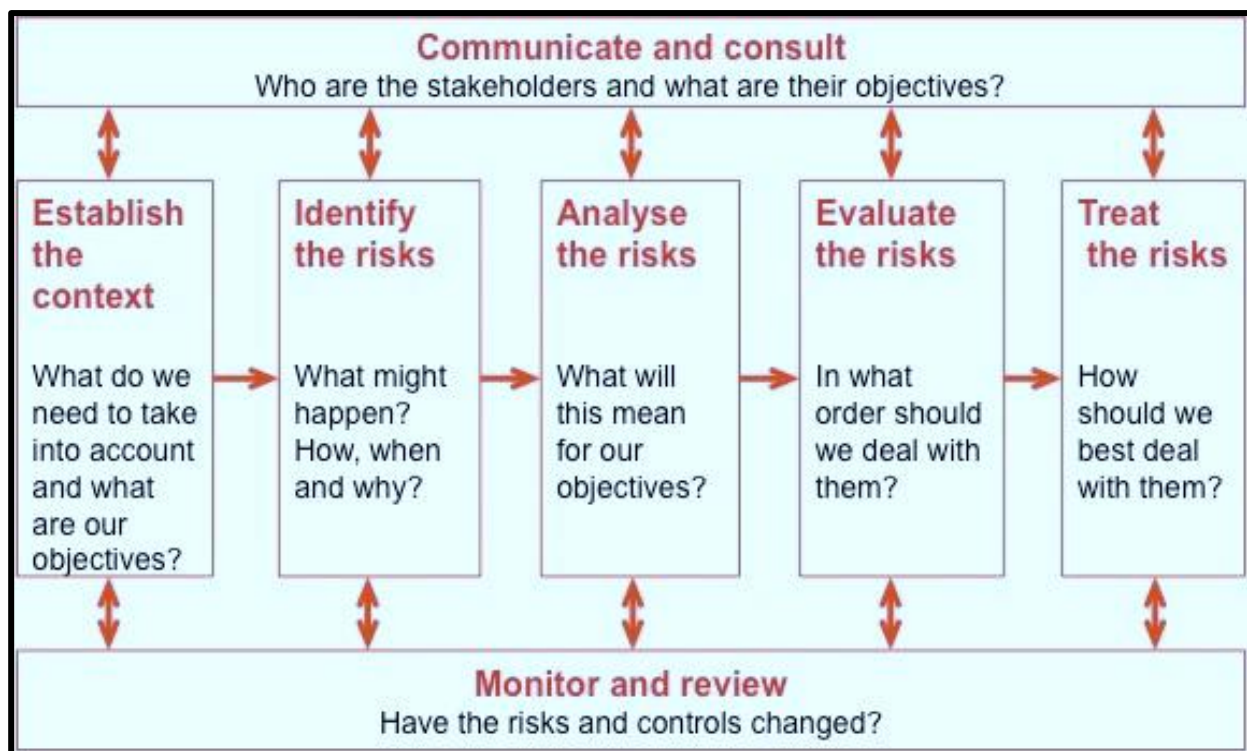 Communicate and consult
Who are the stakeholders and what are their objectives?
Establish
the
context
What do we
need to take
into account
and what
are our
objectives?
Identify
the risks
What might
happen?
How, when
and why?
Analyse
the risks
What will
this mean
for our
objectives?
Evaluate
the risks
In what
order should
we deal with
them?
Treat
the risks
How
should we
best deal
with them?
Monitor and review
Have the risks and controls changed?